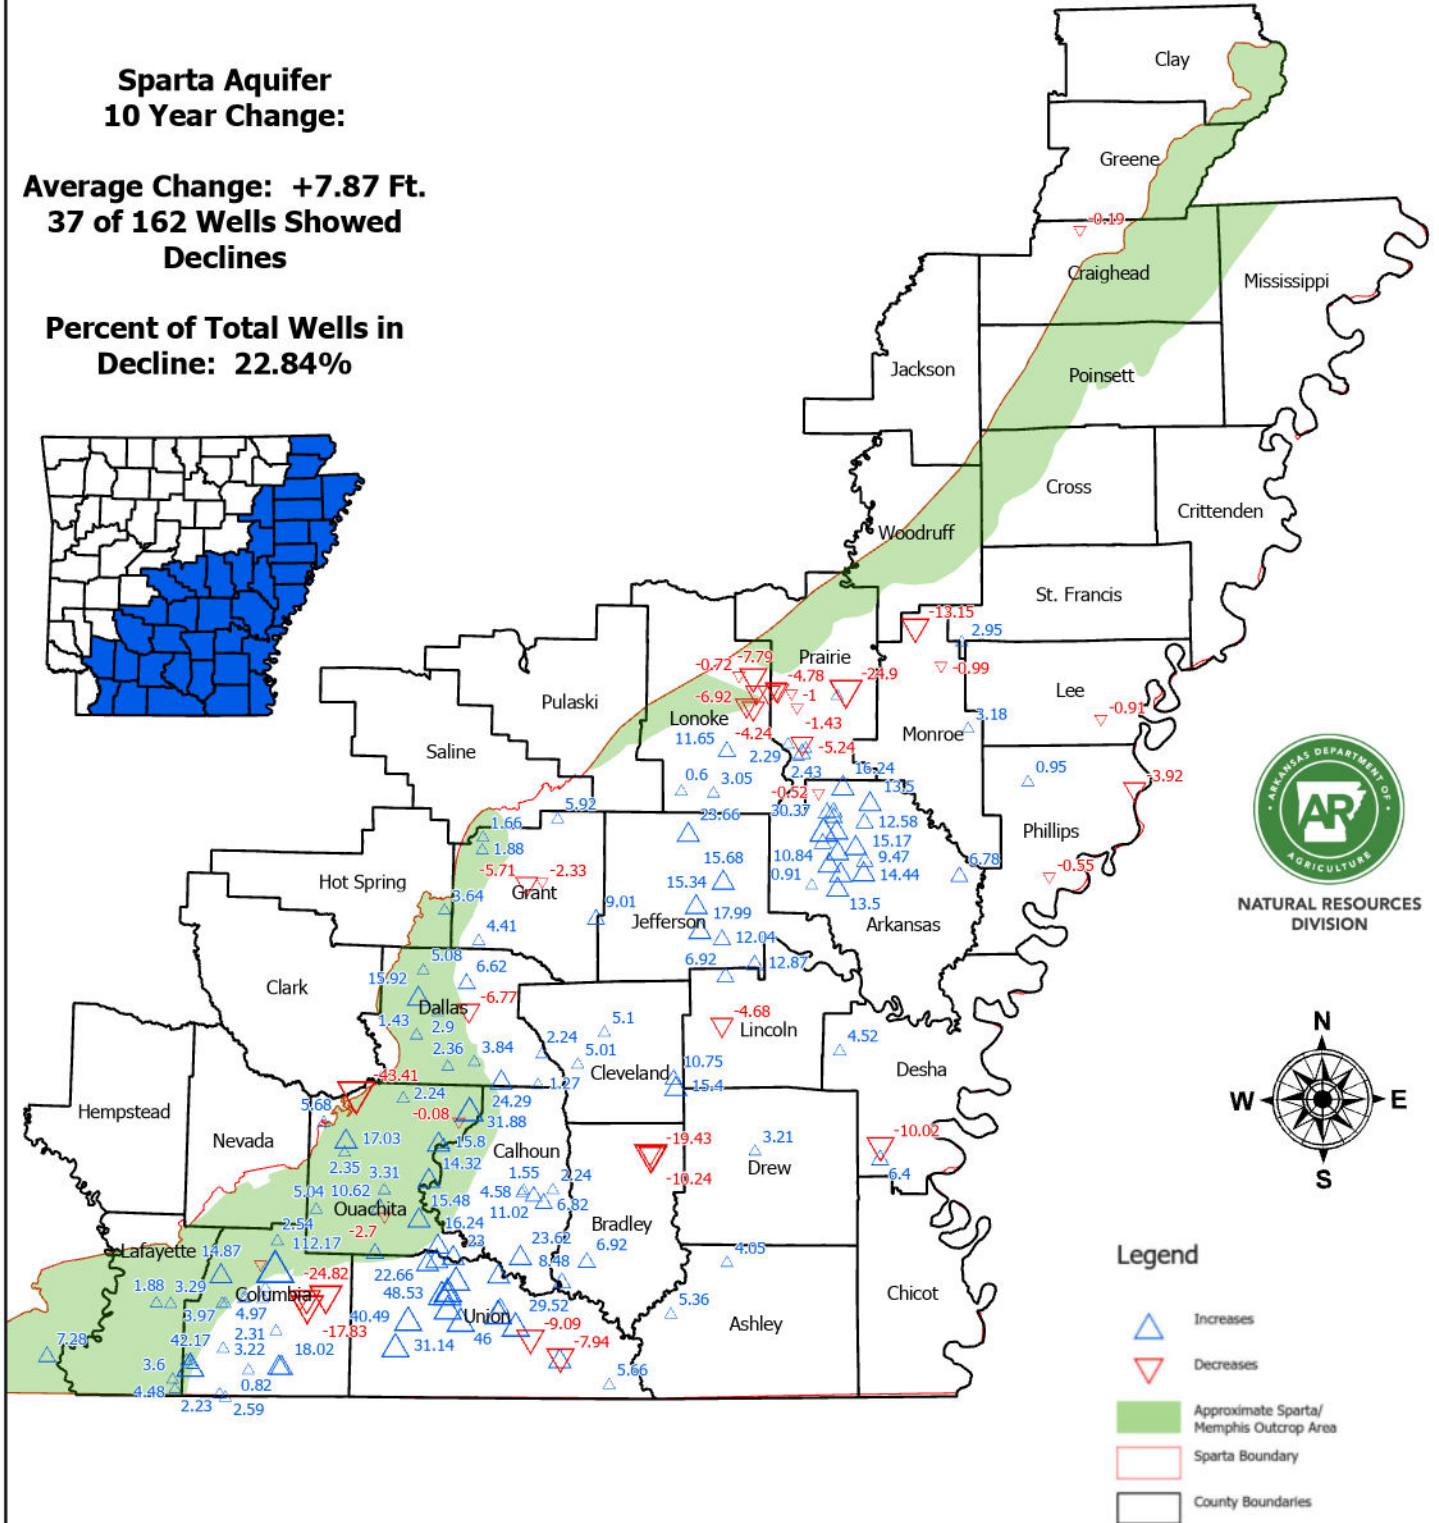 Sparta Aquifer
10 Year Change:
Average Change: +7.87 Ft.
37 of 162 Wells Showed
Declines
Percent of Total Wells in
Decline: 22.84%
Clay
Greene
-0.19
Craighead
Mississippi
Jackson
Poinsett
Cross
Crittenden
Woodruff
St. Francis
-13.15
2.95
-7.79
-0.72
Prairie
-0.99
-4.78
-24.9
Lee
-6.92
-1
Pulaski
Lonoke
-0.91
3.18
-1.43
-4.24
Monroe
11.65
-5.24
Saline
2.29
2.43
16.24
0.6
3.05
0.95
-3.92
13.5
-0.52
5.92
30.37
23.66
12.58
1.66
Phillips
15.17
1.88
15.68
10.84
9.47
6.78
-5.71
-2.33
-0.55
14.44
Hot Spring
15.34
0.91
Grant
3.64
9.01
13.5
17.99
Jefferson
Arkansas
4.41
12.04
5.08
6.92
12.87
6.62
15.92
Clark
-6.77
Dallas
-4.68
5.1
Lincoln
1.43
2.9
2.24
4.52
3.84
5.01
2.36
10.75
Desha
Cleveland
-43.41
1.27
15.4
2.24
24.29
5.68
Hempstead
-0.08
31.88
-10.02
17.03
15.8
-19.43
3.21
Nevada
Calhoun
14.32
2.35
Drew
6.4
3.31
1.55
2.24
-10.24
5.04
10.62
4.58
15.48
6.82
Ouachita
11.02
2.54
16.24
Bradley
-2.7
112.17
23
23.62
Lafayette
14.87
6.92
4.05
8.48
-24.82
22.66
1.88
3.29
Columbia
48.53
Chicot
3.97
4.97
40.49
29.52
5.36
Union
-9.09
Ashley
2.31
-17.83
46
42.17
-7.94
7.28
3.22
18.02
31.14
3.6
5.66
0.82
4.48
2.23
2.59
ARKANSAS DEPARTMENT OF
AR
AGRICULTURE
NATURAL RESOURCES
DIVISION
N
W
E
S
Legend
Increases
Decreases
Approximate Sparta/
Memphis Outcrop Area
Sparta Boundary
County Boundaries